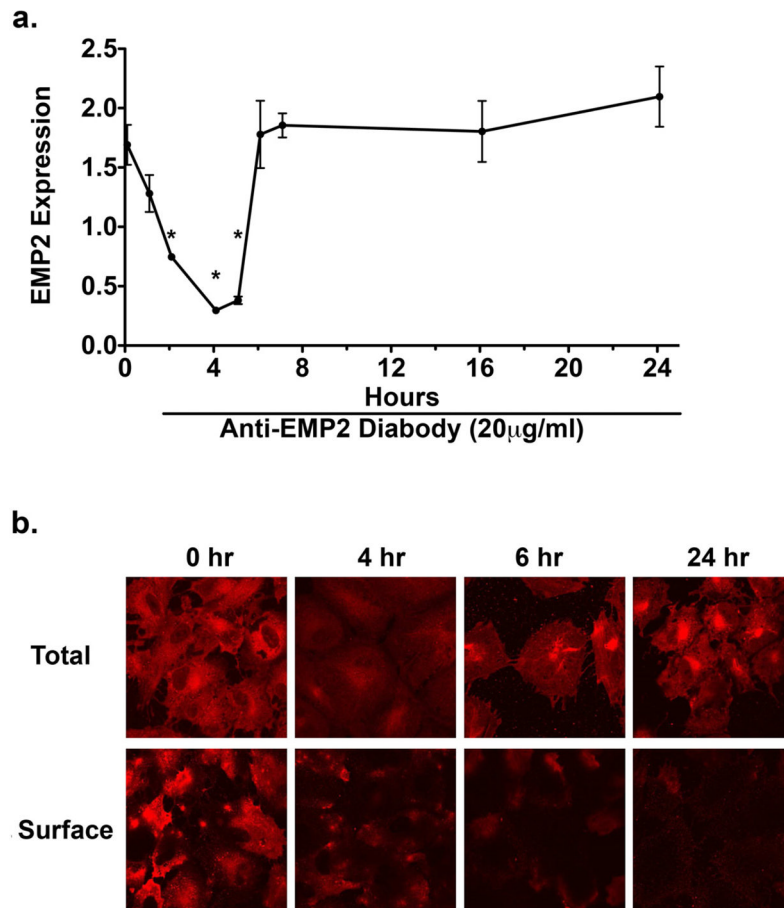 a.
2.5
2.0
1.5
1.0
0.5
0.0
EMP2 Expression
*
*
*
0 4 8 12 16 20 24
Hours
Anti-EMP2 Diabody (20μg/ml)
b.
0 hr 4 hr 6 hr 24 hr
Total
Surface